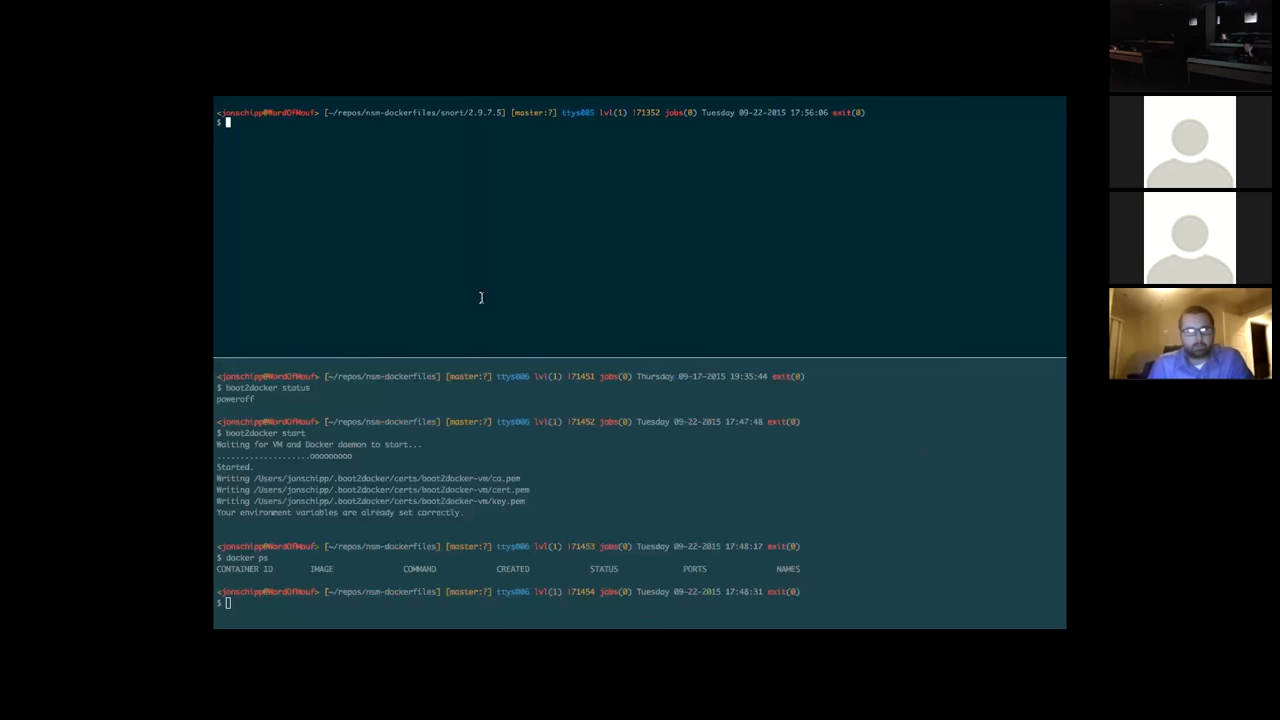 <jonschipp@WordOfMouf> [~/repos/nsm-dockerfiles/snort/2.9.7.5] [master:?] ttys005 lvl(1) !71352 jobs(0) Tuesday 09-22-2015 17:56:06 exit(0)
$
<jonschipp@WordOfMouf> [~/repos/nsm-dockerfiles] [master:?] ttys006 lvl(1) !71451 jobs(0) Thursday 09-17-2015 19:35:44 exit(0)
$ boot2docker status
poweroff
<jonschipp@WordOfMouf> [~/repos/nsm-dockerfiles] [master:?] ttys006 lvl(1) !71452 jobs(0) Tuesday 09-22-2015 17:47:48 exit(0)
$ boot2docker start
Waiting for VM and Docker daemon to start...
....................ooooooooo
Started.
Writing /Users/jonschipp/.boot2docker/certs/boot2docker-vm/ca.pem
Writing /Users/jonschipp/.boot2docker/certs/boot2docker-vm/cert.pem
Writing /Users/jonschipp/.boot2docker/certs/boot2docker-vm/key.pem
Your environment variables are already set correctly.
<jonschipp@WordOfMouf> [~/repos/nsm-dockerfiles] [master:?] ttys006 lvl(1) !71453 jobs(0) Tuesday 09-22-2015 17:48:17 exit(0)
$ docker ps
CONTAINER ID IMAGE COMMAND CREATED STATUS PORTS NAMES
<jonschipp@WordOfMouf> [~/repos/nsm-dockerfiles] [master:?] ttys006 lvl(1) !71454 jobs(0) Tuesday 09-22-2015 17:48:31 exit(0)
$